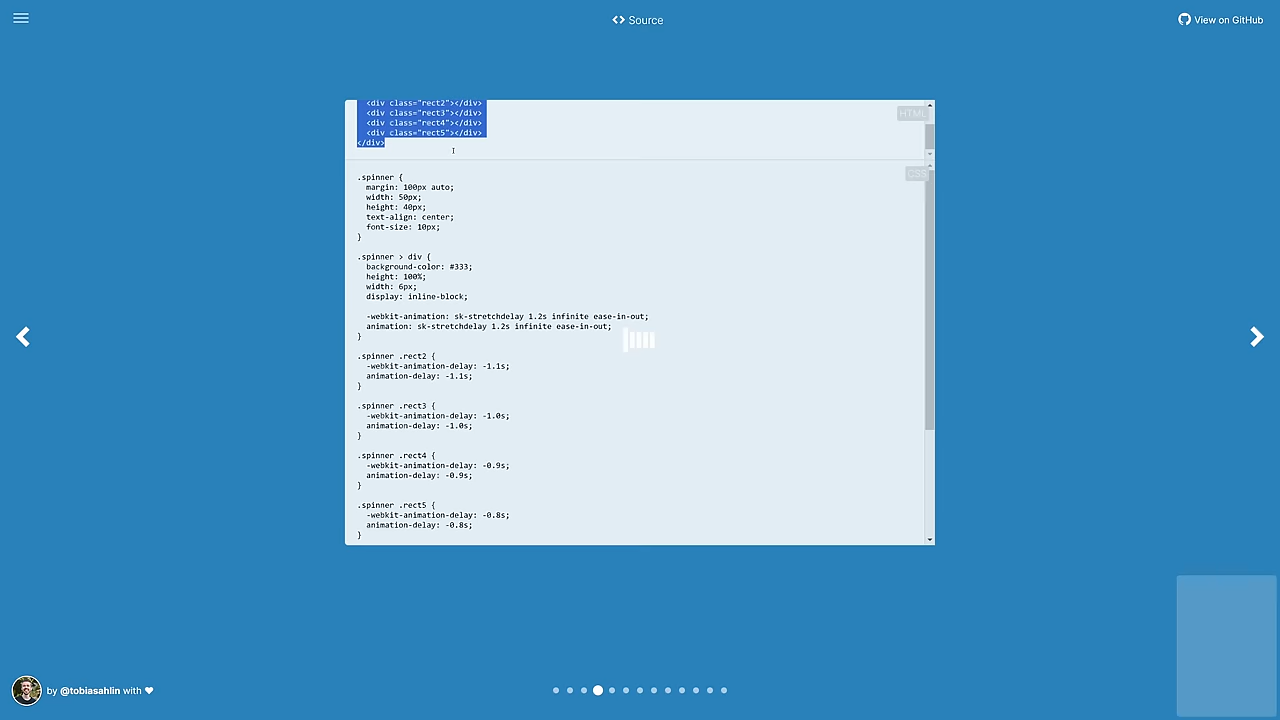 <> Source
View on GitHub
<div class="rect2"></div>
<div class="rect3"></div>
<div class="rect4"></div>
<div class="rect5"></div>
</div>
HTML
CSS
.spinner {
margin: 100px auto;
width: 50px;
height: 40px;
text-align: center;
font-size: 10px;
}
.spinner > div {
background-color: #333;
height: 100%;
width: 6px;
display: inline-block;
-webkit-animation: sk-stretchdelay 1.2s infinite ease-in-out;
animation: sk-stretchdelay 1.2s infinite ease-in-out;
}
.spinner .rect2 {
-webkit-animation-delay: -1.1s;
animation-delay: -1.1s;
}
.spinner .rect3 {
-webkit-animation-delay: -1.0s;
animation-delay: -1.0s;
}
.spinner .rect4 {
-webkit-animation-delay: -0.9s;
animation-delay: -0.9s;
}
.spinner .rect5 {
-webkit-animation-delay: -0.8s;
animation-delay: -0.8s;
}
by @tobiasahlin with ♥